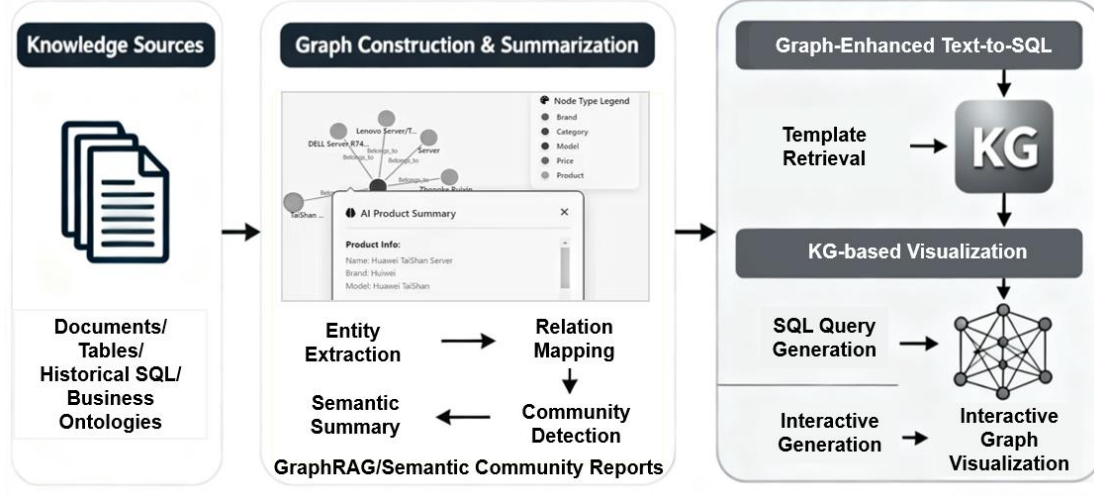 Knowledge Sources
Documents/
Tables/
Historical SQL/
Business
Ontologies
Graph Construction & Summarization
Node Type Legend
Brand
Category
Model
Price
Product
Lenovo Server/T...
DELL Server R74...
Server
Belongs_to
Belongs_to
Belongs_to
TaiShan ...
AI Product Summary
Product Info:
Name: Huawei TaiShan Server
Brand: Huiwei
Model: Huawei TaiShan
Entity
Extraction
Relation
Mapping
Semantic
Summary
Community
Detection
GraphRAG/Semantic Community Reports
Graph-Enhanced Text-to-SQL
Template
Retrieval
KG
KG-based Visualization
SQL Query
Generation
Interactive
Generation
Interactive
Graph
Visualization